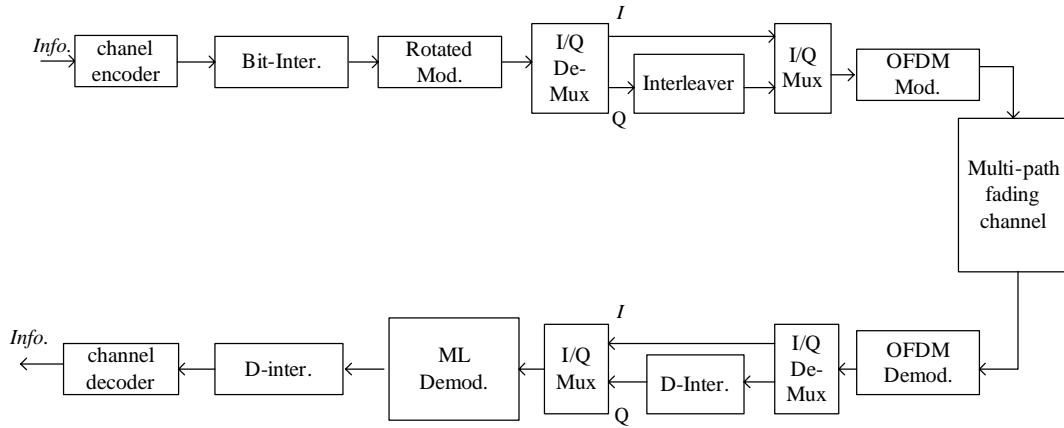 Info.
chanel
encoder
Bit-Inter.
Rotated
Mod.
I/Q
De-
Mux
I
Q
Interleaver
I/Q
Mux
OFDM
Mod.
Multi-path
fading
channel
Info.
channel
decoder
D-inter.
ML
Demod.
I/Q
Mux
I
Q
D-Inter.
I/Q
De-
Mux
OFDM
Demod.